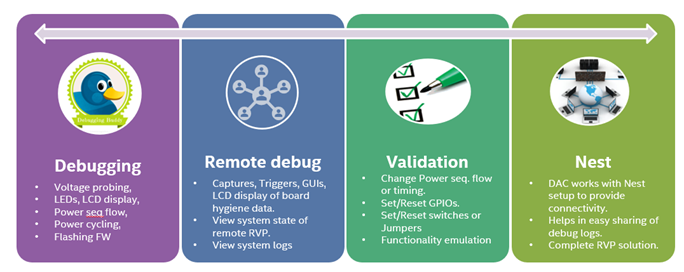 Debugging Beasty
Debugging
• Voltage probing,
• LEDs, LCD display,
• Power seq flow,
• Power cycling,
• Flashing FW
Remote debug
• Captures, Triggers, GUIs,
LCD display of board
hygiene data.
• View system state of
remote RVP.
• View system logs
Validation
• Change Power seq. flow
or timing.
• Set/Reset GPIOs.
• Set/Reset switches or
Jumpers
• Functionality emulation
Nest
• DAC works with Nest
setup to provide
connectivity.
• Helps in easy sharing of
debug logs.
• Complete RVP solution.